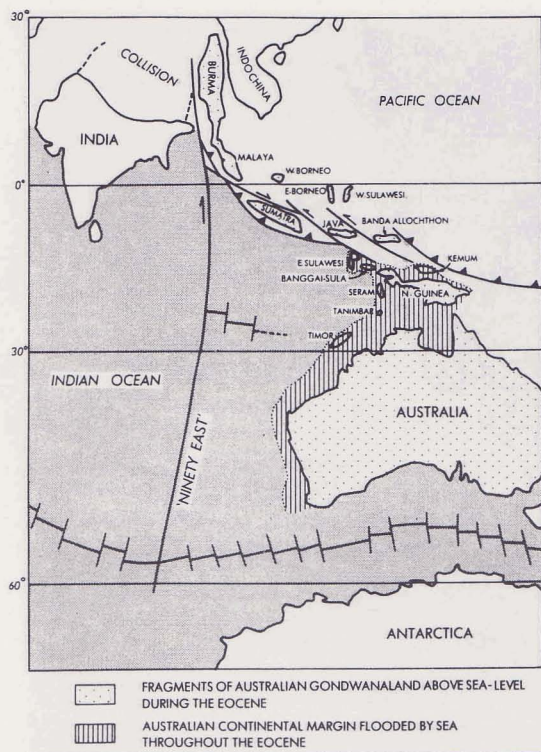 30°
COLLISION
BURMA
INDO CHINA
PACIFIC OCEAN
INDIA
MALAYA
W. BORNEO
0°
E. BORNEO
W. SULAWESI
SUMATRA
JAVA
BANDA ALLOCHTHON
E. SULAWESI
KEMUM
BANGGAI-SULA
SERAM
N. GUINEA
TANIMBAR
TIMOR
30°
INDIAN OCEAN
'NINETY EAST'
AUSTRALIA
60°
ANTARCTICA
FRAGMENTS OF AUSTRALIAN GONDWANALAND ABOVE SEA-LEVEL
DURING THE EOCENE
AUSTRALIAN CONTINENTAL MARGIN FLOODED BY SEA
THROUGHOUT THE EOCENE